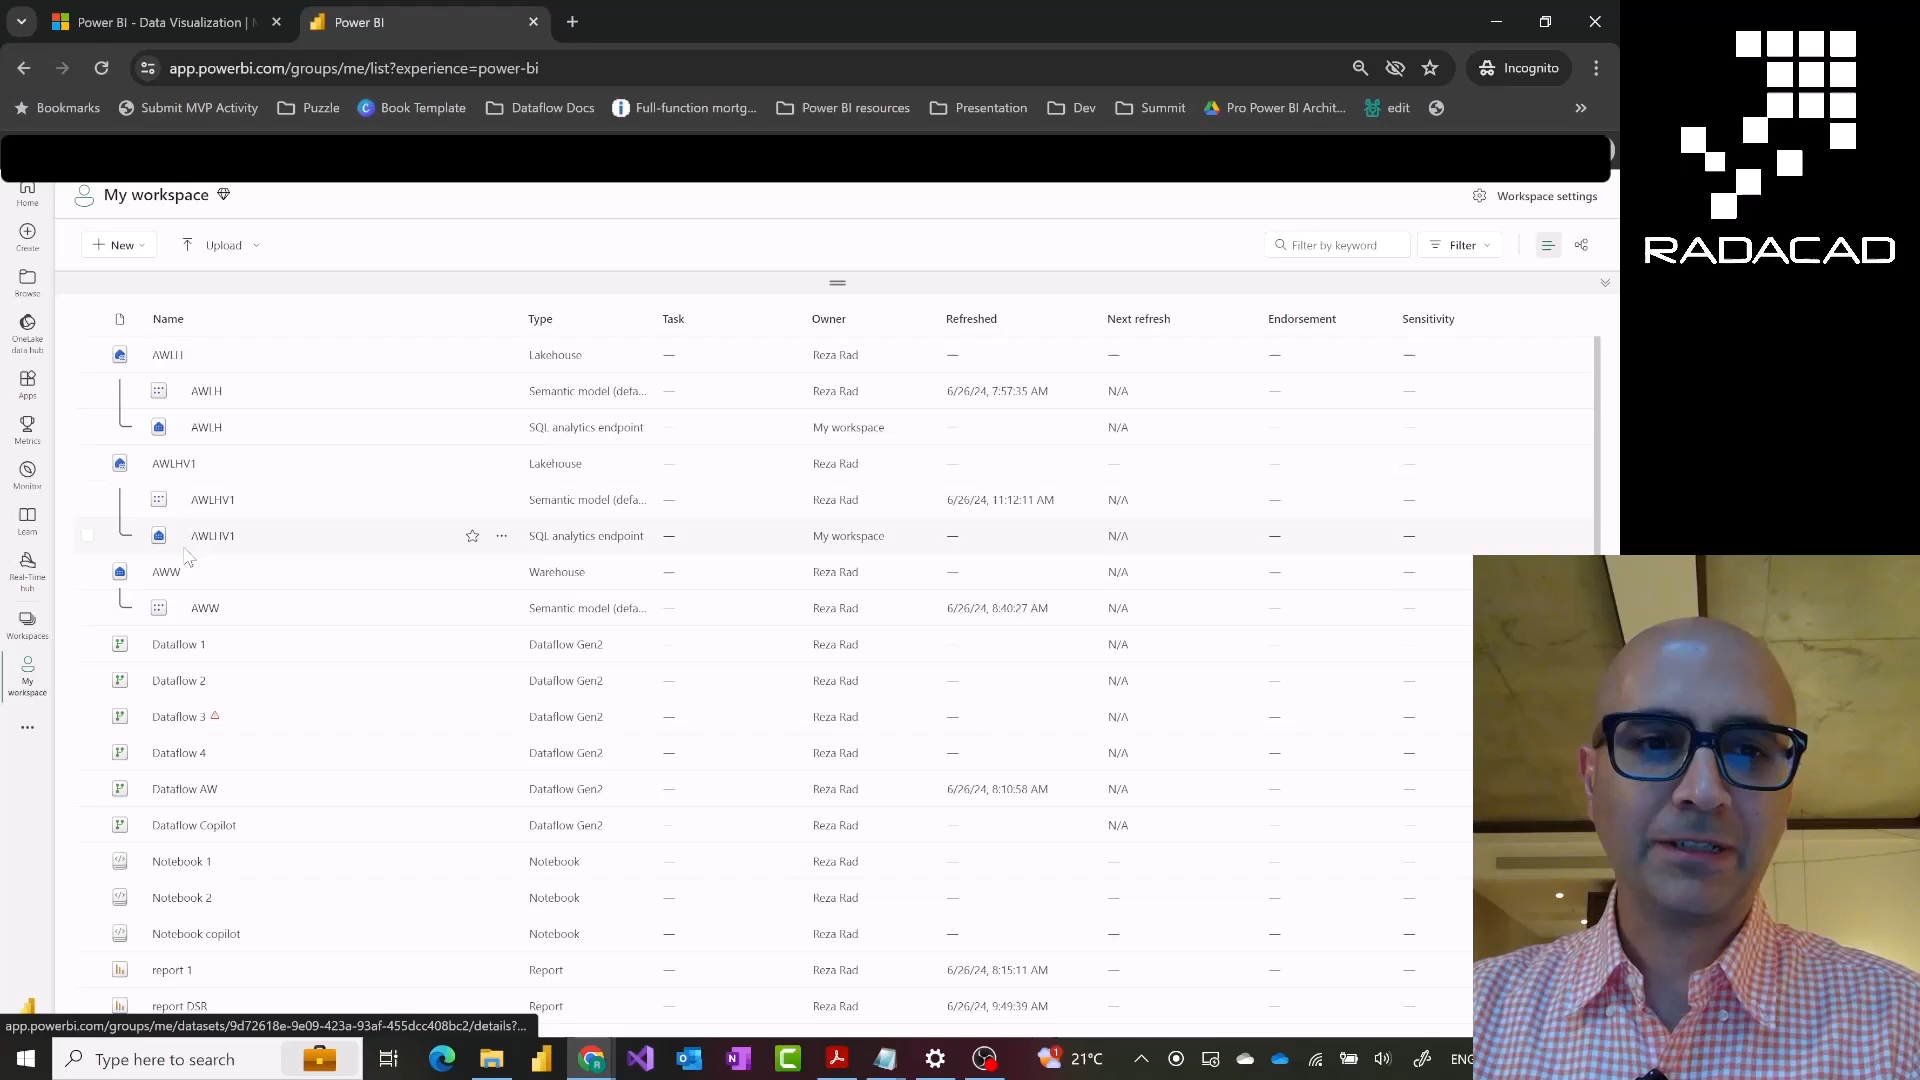 Power BI - Data Visualization |
Power BI
app.powerbi.com/groups/me/list?experience=power-bi
Incognito
Bookmarks
Submit MVP Activity
Puzzle
Book Template
Dataflow Docs
Full-function mortg...
Power BI resources
Presentation
Dev
Summit
Pro Power BI Archit...
edit
RADACAD
My workspace
Workspace settings
New
Upload
Filter by keyword
Filter
Home
Create
Browse
OneLake
data hub
Apps
Metrics
Monitor
Learn
Real-Time
hub
Workspaces
My
workspace
Name Type Task Owner Refreshed Next refresh Endorsement Sensitivity
AWLH Lakehouse — Reza Rad — — — —
AWLH Semantic model (defa... — Reza Rad 6/26/24, 7:57:35 AM N/A — —
AWLH SQL analytics endpoint — My workspace — N/A — —
AWLHV1 Lakehouse — Reza Rad — — — —
AWLHV1 Semantic model (defa... — Reza Rad 6/26/24, 11:12:11 AM N/A — —
AWLHV1 ... SQL analytics endpoint — My workspace — N/A — —
AWW Warehouse — Reza Rad — N/A — —
AWW Semantic model (defa... — Reza Rad 6/26/24, 8:40:27 AM N/A — —
Dataflow 1 Dataflow Gen2 — Reza Rad — N/A — —
Dataflow 2 Dataflow Gen2 — Reza Rad — N/A — —
Dataflow 3 Dataflow Gen2 — Reza Rad — N/A — —
Dataflow 4 Dataflow Gen2 — Reza Rad — N/A — —
Dataflow AW Dataflow Gen2 — Reza Rad 6/26/24, 8:10:58 AM N/A — —
Dataflow Copilot Dataflow Gen2 — Reza Rad — N/A — —
Notebook 1 Notebook — Reza Rad — — — —
Notebook 2 Notebook — Reza Rad — — — —
Notebook copilot Notebook — Reza Rad — — — —
report 1 Report — Reza Rad 6/26/24, 8:15:11 AM — — —
report DSR Report — Reza Rad 6/26/24, 9:49:39 AM — — —
app.powerbi.com/groups/me/datasets/9d72618e-9e09-423a-93af-455dcc408bc2/details?...
Type here to search
1
21°C
ENG